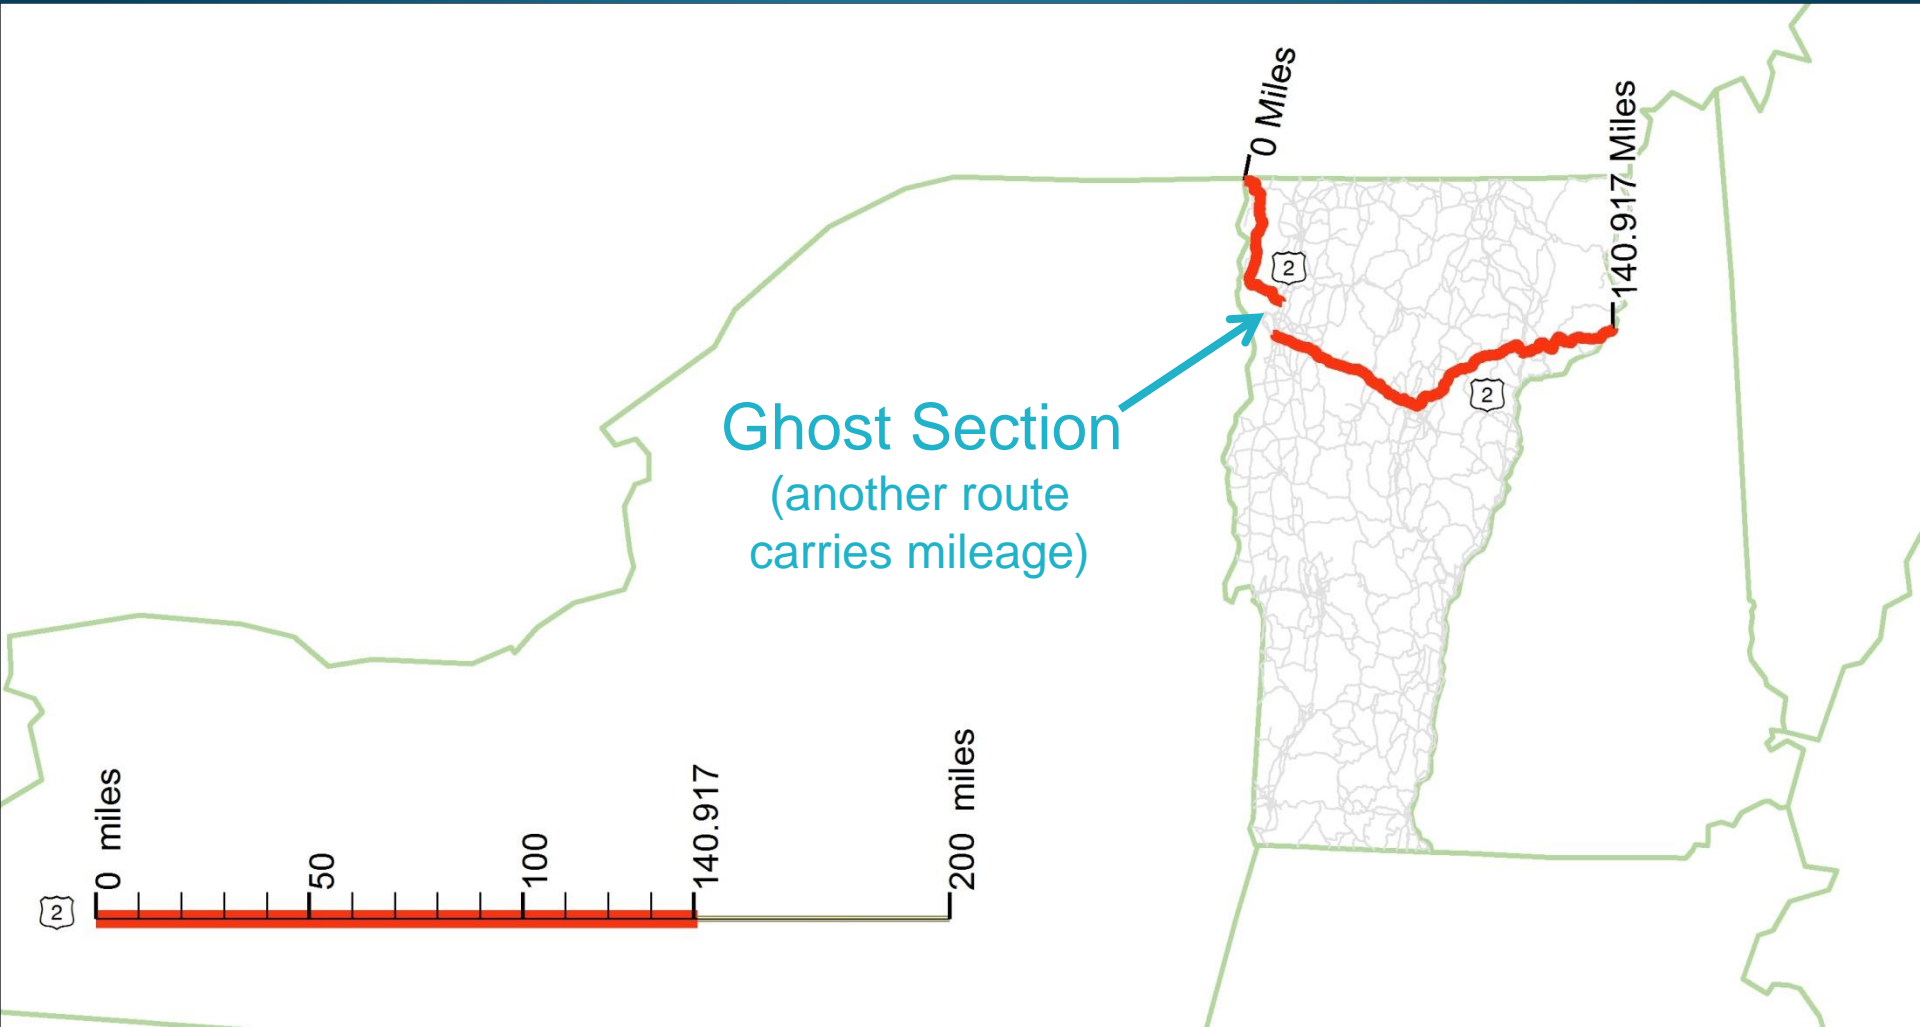 0 Miles
140.917 Miles
2
2
Ghost Section
(another route
carries mileage)
2
0 miles
50
100
140.917
200 miles